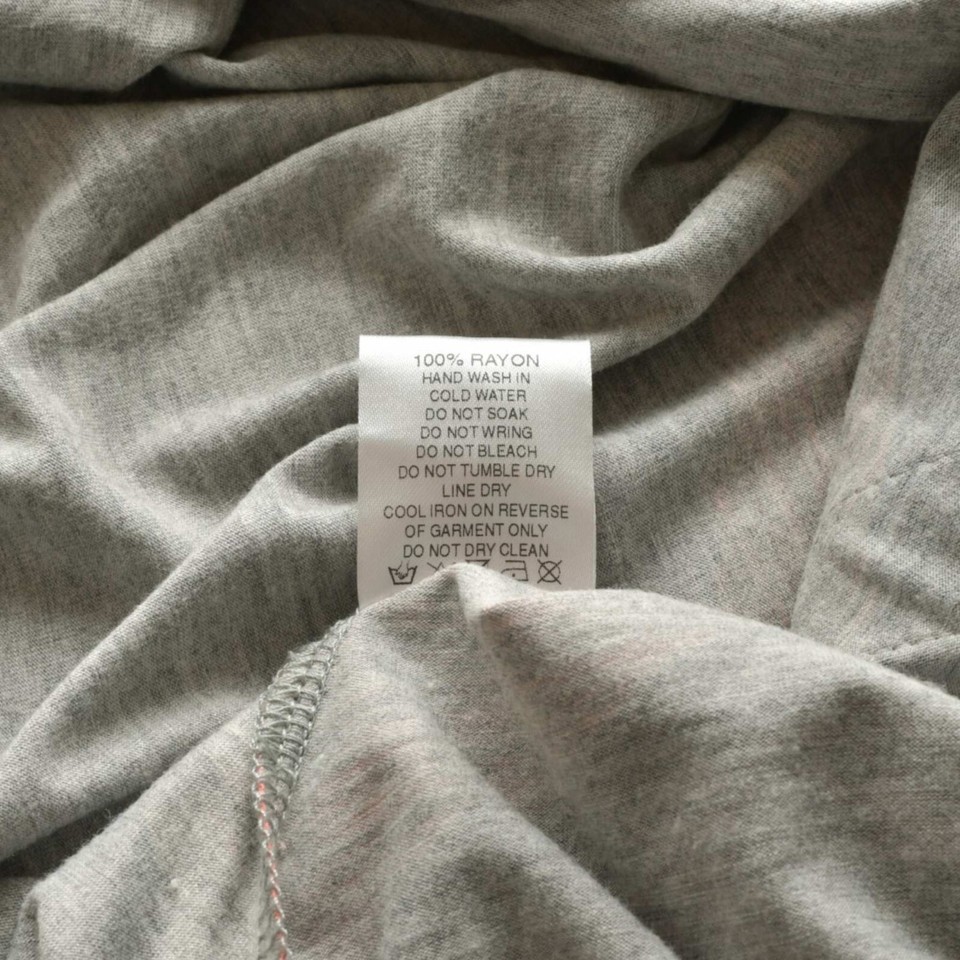 100% RAYON
HAND WASH IN
COLD WATER
DO NOT SOAK
DO NOT WRING
DO NOT BLEACH
DO NOT TUMBLE DRY
LINE DRY
COOL IRON ON REVERSE
OF GARMENT ONLY
DO NOT DRY CLEAN